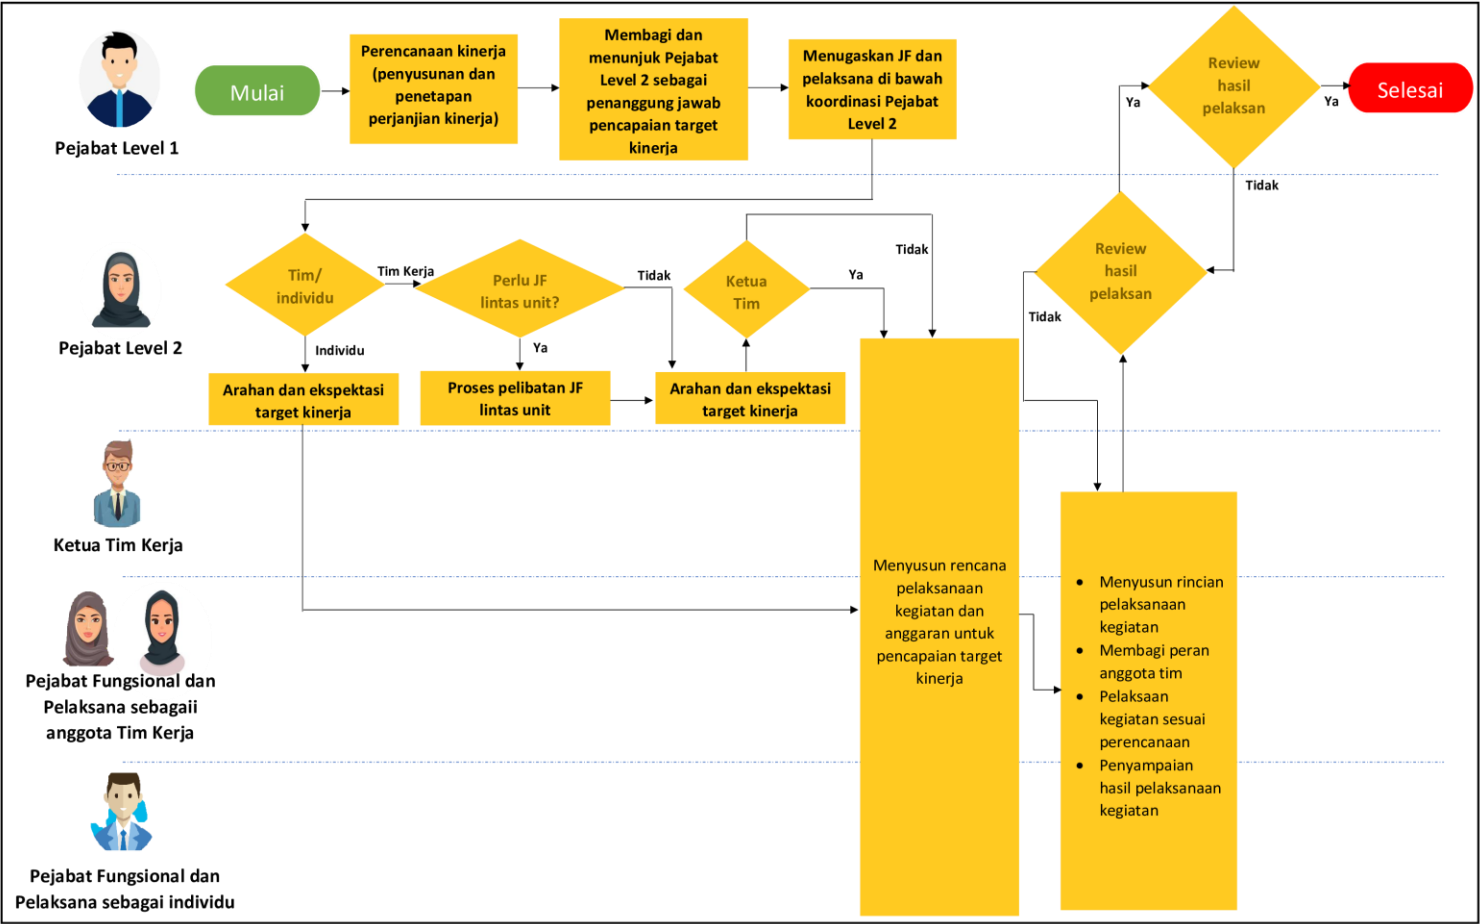 Pejabat Level 1
Mulai
Perencanaan kinerja
(penyusunan dan
penetapan
perjanjian kinerja)
Membagi dan
menunjuk Pejabat
Level 2 sebagai
penanggung jawab
pencapaian target
kinerja
Menugaskan JF dan
pelaksana di bawah
koordinasi Pejabat
Level 2
Review
hasil
pelaksan
Ya
Ya
Selesai
Tidak
Pejabat Level 2
Tim/
individu
Tim Kerja
Perlu JF
lintas unit?
Tidak
Ketua
Tim
Ya
Tidak
Review
hasil
pelaksan
Tidak
Individu
Ya
Arahan dan ekspektasi
target kinerja
Proses pelibatan JF
lintas unit
Arahan dan ekspektasi
target kinerja
Ketua Tim Kerja
Menyusun rencana
pelaksanaan
kegiatan dan
anggaran untuk
pencapaian target
kinerja
• Menyusun rincian
pelaksanaan
kegiatan
• Membagi peran
anggota tim
• Pelaksaan
kegiatan sesuai
perencanaan
• Penyampaian
hasil pelaksanaan
kegiatan
Pejabat Fungsional dan
Pelaksana sebagaii
anggota Tim Kerja
Pejabat Fungsional dan
Pelaksana sebagai individu